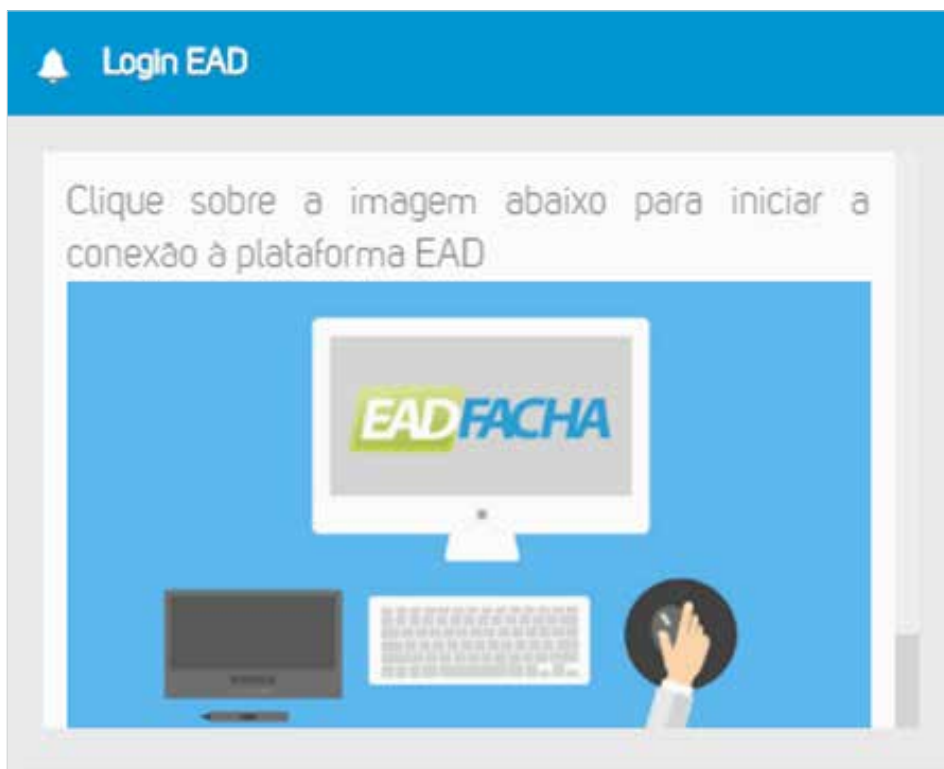 Login EAD
Clique sobre a imagem abaixo para iniciar a
conexão à plataforma EAD
EADFACHA